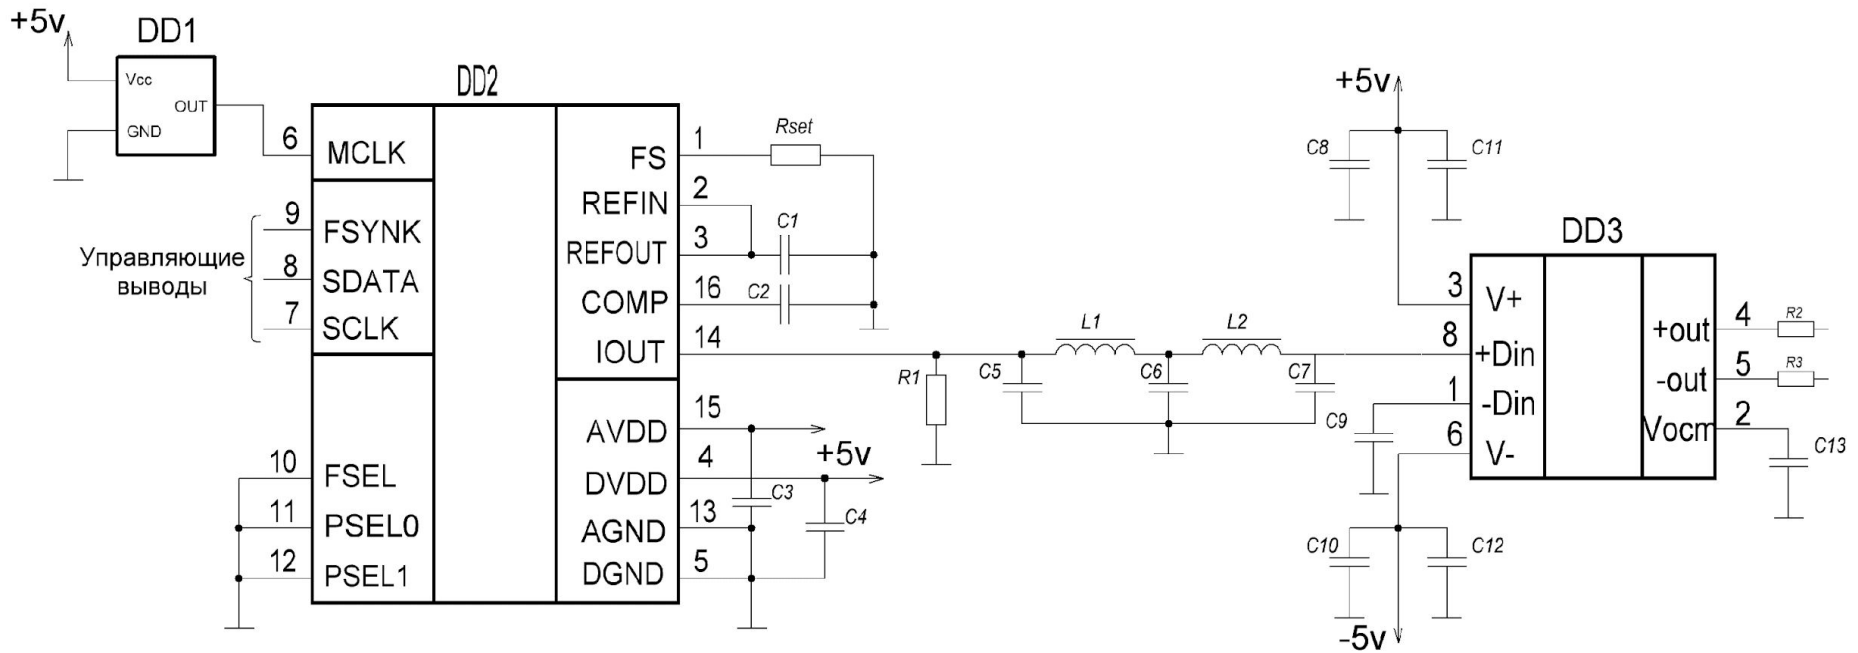 +5v
DD1
Vcc
OUT
GND
DD2
6
MCLK
9
FSYNK
8
SDATA
7
SCLK
Управляющие
выводы
10
FSEL
11
PSEL0
12
PSEL1
FS
1
Rset
REFIN
2
REFOUT
3
C1
COMP
16
C2
IOUT
14
AVDD
15
DVDD
4
+5v
AGND
13
C3
C4
DGND
5
R1
C5
L1
C6
L2
C7
+5v
C8
C11
DD3
3
V+
8
+Din
1
-Din
C9
6
V-
+out
4
R2
-out
5
R3
Vocm
2
C13
C10
C12
-5v